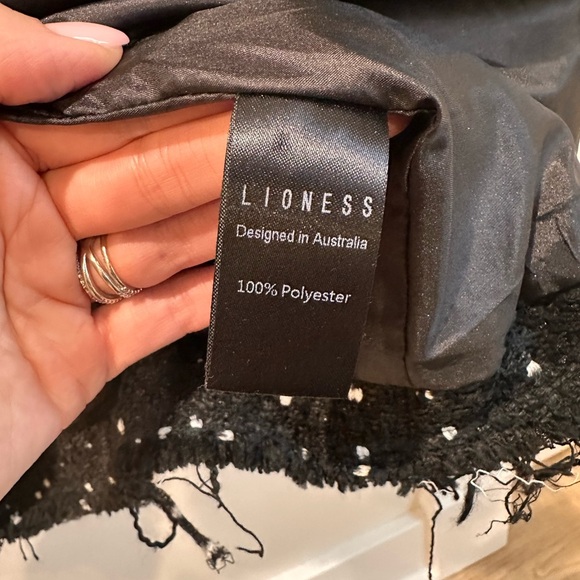 LIONESS
Designed in Australia
100% Polyester